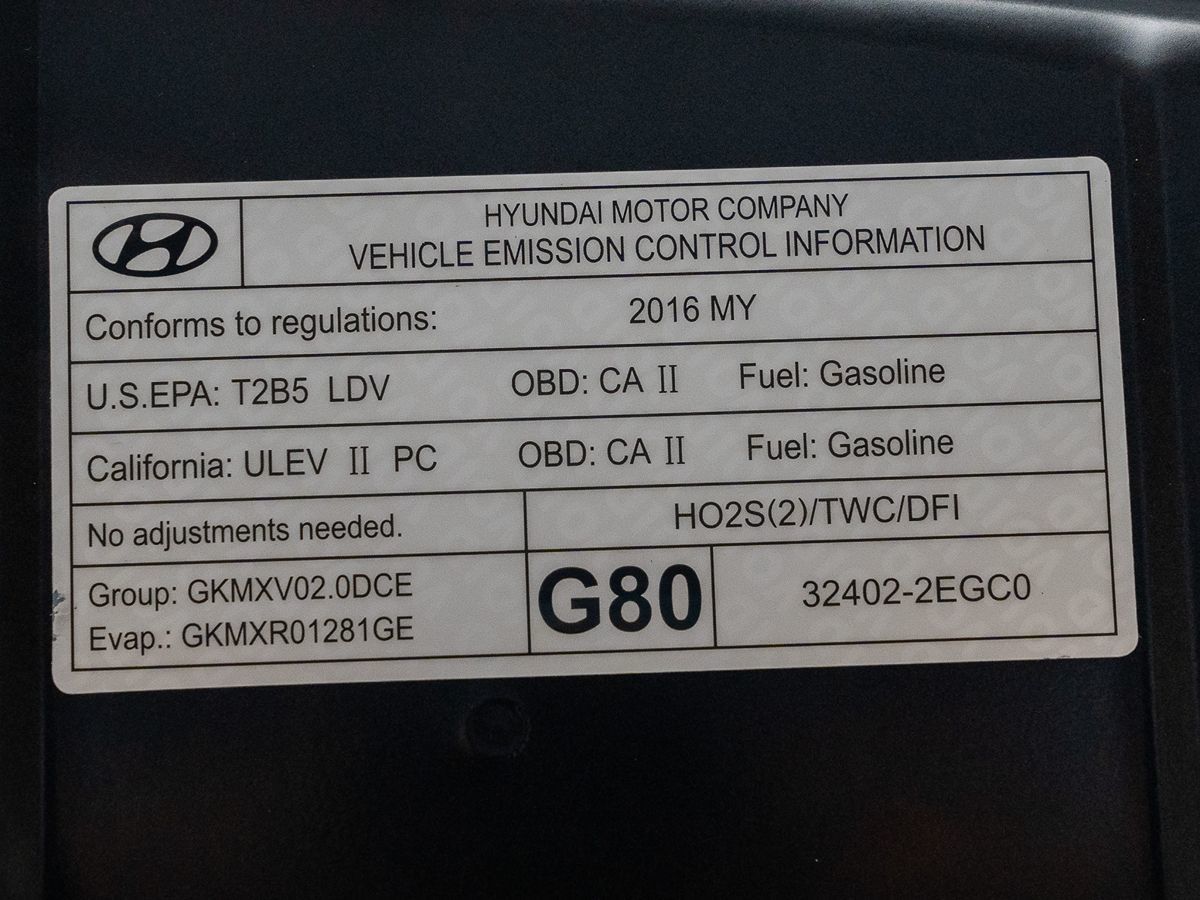 HYUNDAI MOTOR COMPANY
VEHICLE EMISSION CONTROL INFORMATION
Conforms to regulations: 2016 MY
U.S.EPA: T2B5 LDV OBD: CA II Fuel: Gasoline
California: ULEV II PC OBD: CA II Fuel: Gasoline
No adjustments needed. HO2S(2)/TWC/DFI
Group: GKMXV02.0DCE
Evap.: GKMXR01281GE
G80
32402-2EGC0